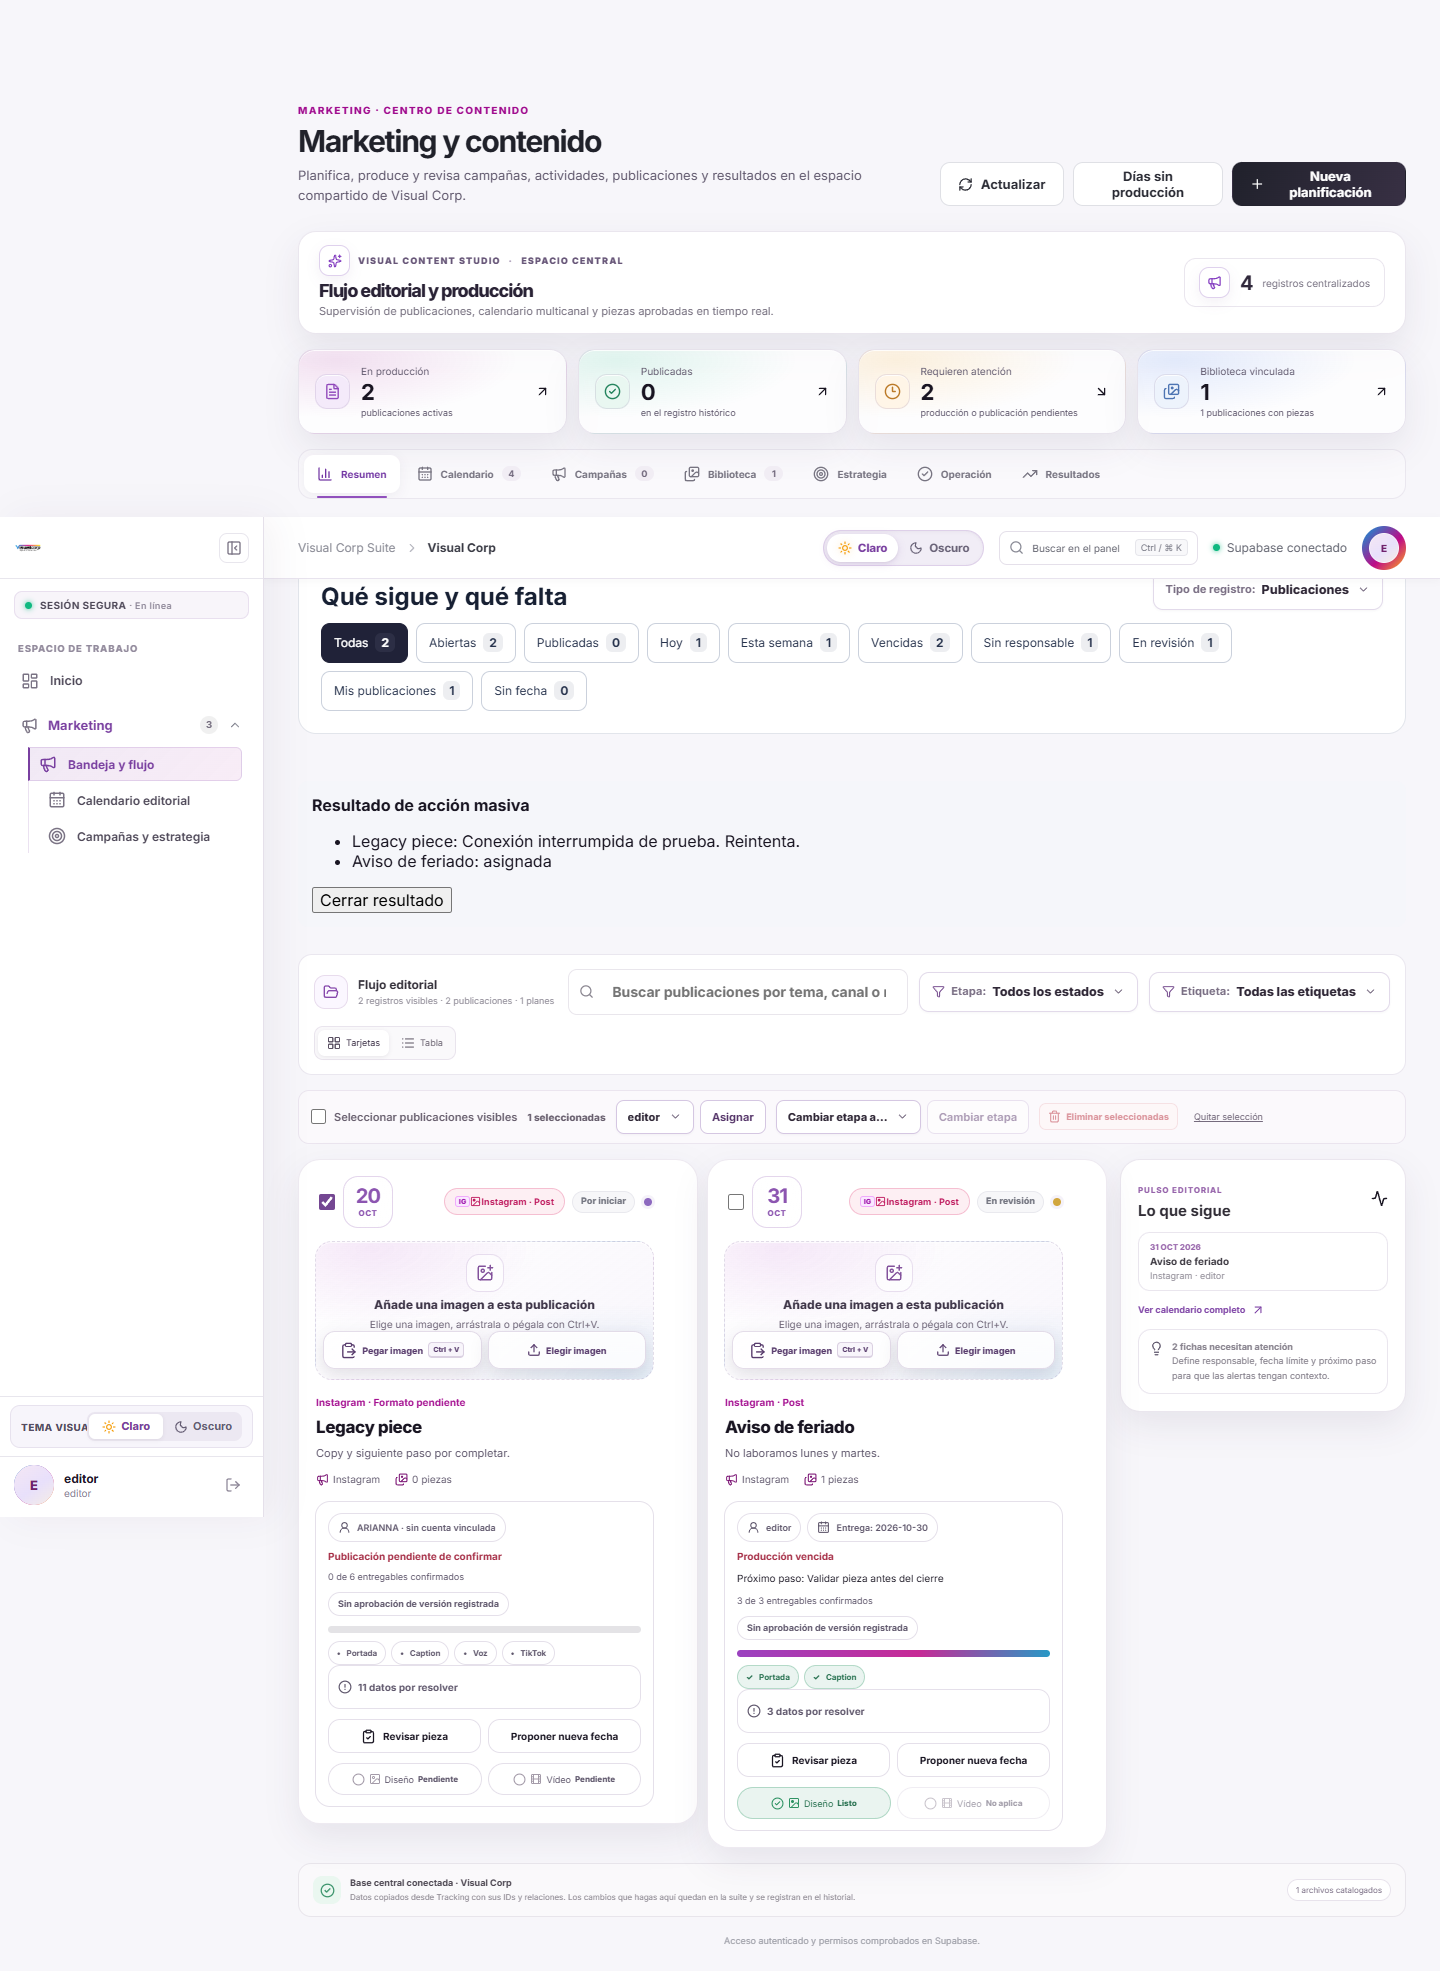 MARKETING · CENTRO DE CONTENIDO
Marketing y contenido
Planifica, produce y revisa campañas, actividades, publicaciones y resultados en el espacio
compartido de Visual Corp.
Actualizar
Días sin
producción
Nueva
planificación
VISUAL CONTENT STUDIO · ESPACIO CENTRAL
Flujo editorial y producción
Supervisión de publicaciones, calendario multicanal y piezas aprobadas en tiempo real.
4 registros centralizados
En producción
2
publicaciones activas
Publicadas
0
en el registro histórico
Requieren atención
2
producción o publicación pendientes
Biblioteca vinculada
1
1 publicaciones con piezas
Resumen
Calendario 4
Campañas 0
Biblioteca 1
Estrategia
Operación
Resultados
Visual Corp Suite > Visual Corp
Claro
Oscuro
Buscar en el panel
Ctrl / ⌘ K
Supabase conectado
E
SESIÓN SEGURA · En línea
ESPACIO DE TRABAJO
Inicio
Marketing 3
Bandeja y flujo
Calendario editorial
Campañas y estrategia
TEMA VISUA
Claro
Oscuro
E
editor
editor
Qué sigue y qué falta
Tipo de registro: Publicaciones
Todas 2
Abiertas 2
Publicadas 0
Hoy 1
Esta semana 1
Vencidas 2
Sin responsable 1
En revisión 1
Mis publicaciones 1
Sin fecha 0
Resultado de acción masiva
• Legacy piece: Conexión interrumpida de prueba. Reintenta.
• Aviso de feriado: asignada
Cerrar resultado
Flujo editorial
2 registros visibles · 2 publicaciones · 1 planes
Buscar publicaciones por tema, canal o
Etapa: Todos los estados
Etiqueta: Todas las etiquetas
Tarjetas
Tabla
Seleccionar publicaciones visibles
1 seleccionadas
editor
Asignar
Cambiar etapa a...
Cambiar etapa
Eliminar seleccionadas
Quitar selección
20
OCT
IG Instagram · Post
Por iniciar
Añade una imagen a esta publicación
Elige una imagen, arrástrala o pégala con Ctrl+V.
Pegar imagen Ctrl + V
Elegir imagen
Instagram · Formato pendiente
Legacy piece
Copy y siguiente paso por completar.
Instagram
0 piezas
ARIANNA · sin cuenta vinculada
Publicación pendiente de confirmar
0 de 6 entregables confirmados
Sin aprobación de versión registrada
• Portada
• Caption
• Voz
• TikTok
11 datos por resolver
Revisar pieza
Proponer nueva fecha
Diseño Pendiente
Vídeo Pendiente
31
OCT
IG Instagram · Post
En revisión
Añade una imagen a esta publicación
Elige una imagen, arrástrala o pégala con Ctrl+V.
Pegar imagen Ctrl + V
Elegir imagen
Instagram · Post
Aviso de feriado
No laboramos lunes y martes.
Instagram
1 piezas
editor
Entrega: 2026-10-30
Producción vencida
Próximo paso: Validar pieza antes del cierre
3 de 3 entregables confirmados
Sin aprobación de versión registrada
✓ Portada
✓ Caption
3 datos por resolver
Revisar pieza
Proponer nueva fecha
Diseño Listo
Vídeo No aplica
PULSO EDITORIAL
Lo que sigue
31 OCT 2026
Aviso de feriado
Instagram · editor
Ver calendario completo
2 fichas necesitan atención
Define responsable, fecha límite y próximo paso
para que las alertas tengan contexto.
Base central conectada · Visual Corp
Datos copiados desde Tracking con sus IDs y relaciones. Los cambios que hagas aquí quedan en la suite y se registran en el historial.
1 archivos catalogados
Acceso autenticado y permisos comprobados en Supabase.